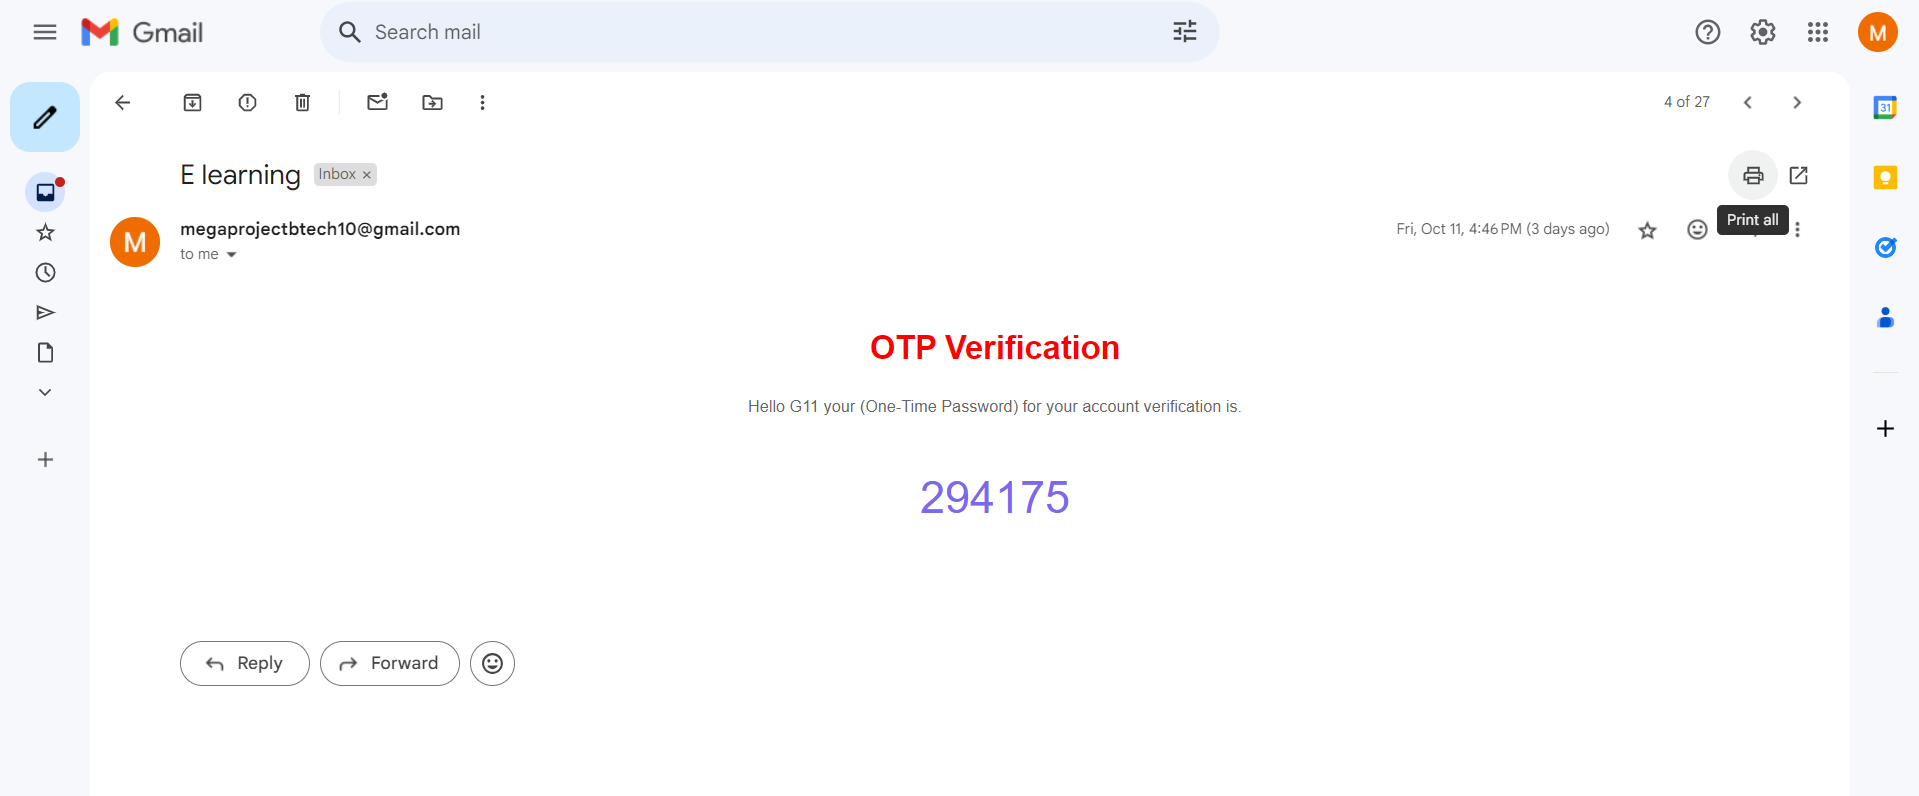 Gmail
Search mail
M
4 of 27
31
E learning
Inbox ×
Print all
M
megaprojectbtech10@gmail.com
Fri, Oct 11, 4:46 PM (3 days ago)
to me
OTP Verification
Hello G11 your (One-Time Password) for your account verification is.
294175
Reply
Forward